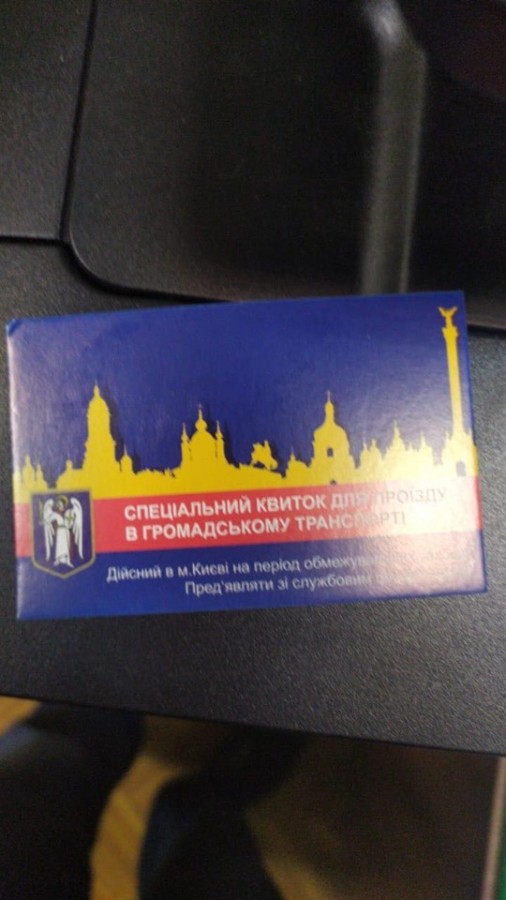 СПЕЦІАЛЬНИЙ КВИТОК ДЛЯ ПРОЇЗДУ
В ГРОМАДСЬКОМУ ТРАНСПОРТІ
Дійсний в м.Києві на період
Пред'являти зі службовим